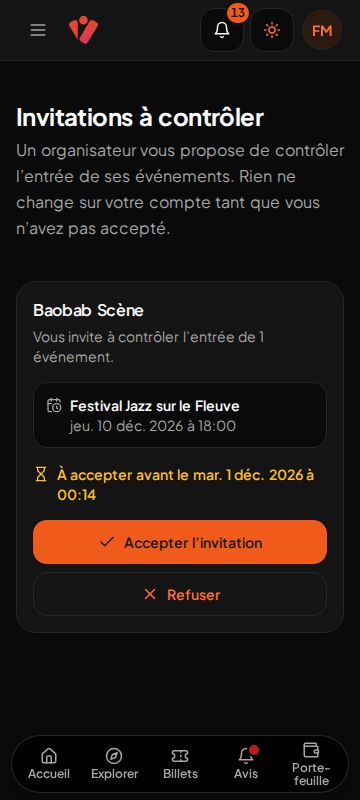 13
FM
Invitations à contrôler
Un organisateur vous propose de contrôler
l'entrée de ses événements. Rien ne
change sur votre compte tant que vous
n'avez pas accepté.
Baobab Scène
Vous invite à contrôler l'entrée de 1
événement.
Festival Jazz sur le Fleuve
jeu. 10 déc. 2026 à 18:00
À accepter avant le mar. 1 déc. 2026 à
00:14
Accepter l'invitation
Refuser
Accueil
Explorer
Billets
Avis
Porte-
feuille